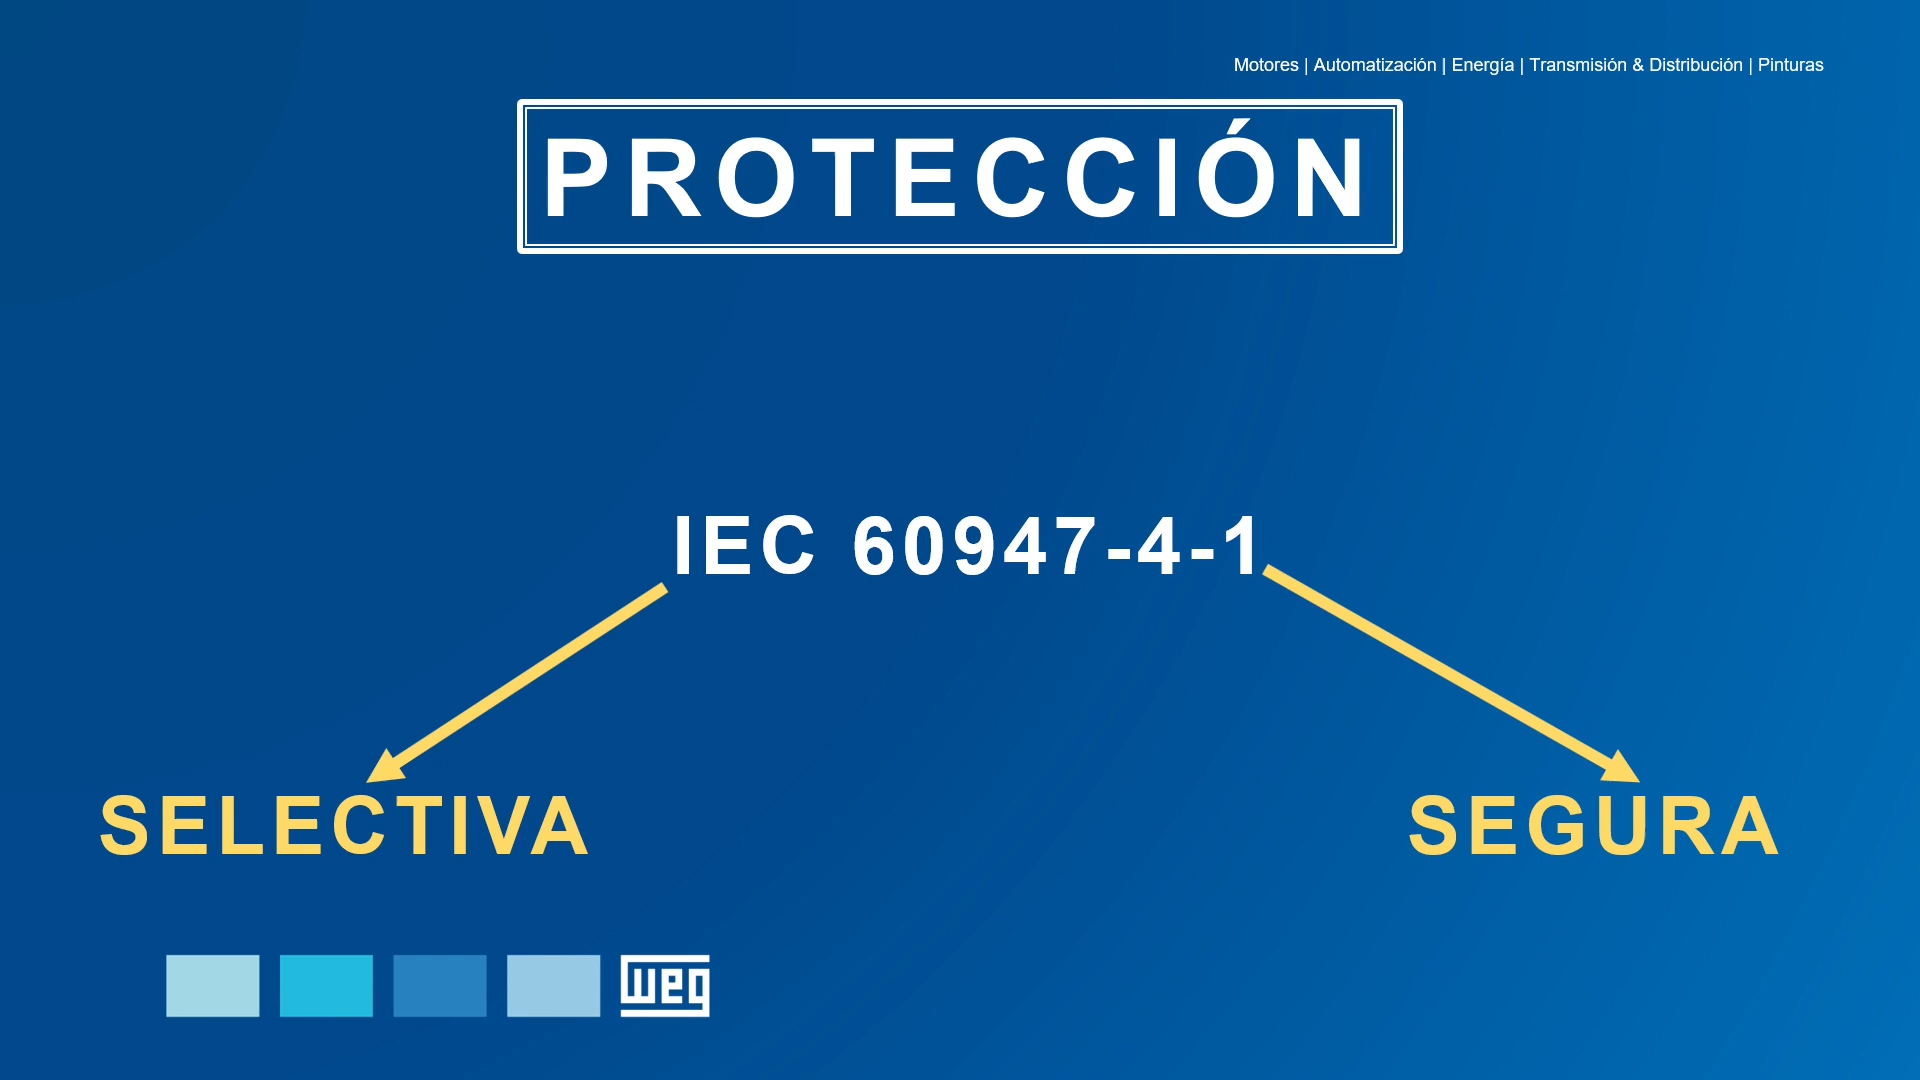 Motores | Automatización | Energía | Transmisión & Distribución | Pinturas
PROTECCIÓN
IEC 60947-4-1
SELECTIVA
SEGURA
weg